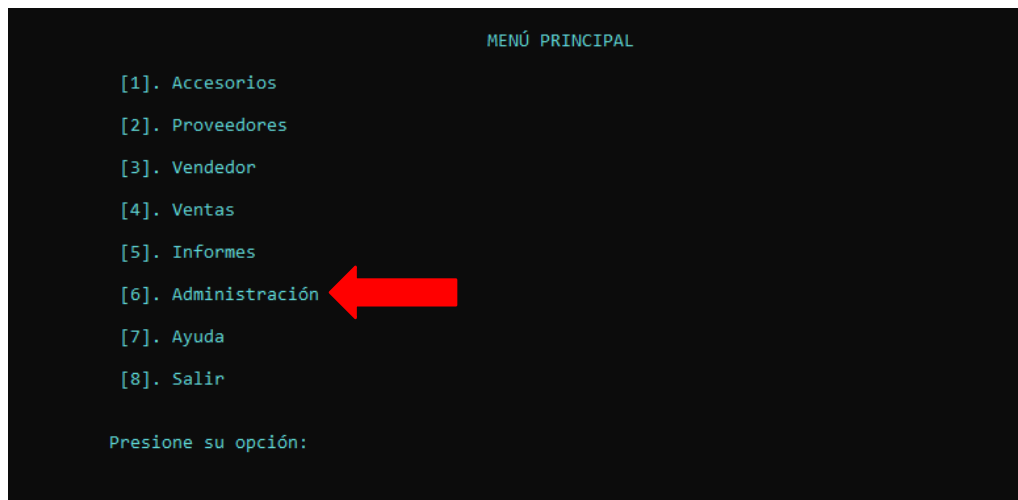 MENÚ PRINCIPAL
[1]. Accesorios
[2]. Proveedores
[3]. Vendedor
[4]. Ventas
[5]. Informes
[6]. Administración
[7]. Ayuda
[8]. Salir
Presione su opción: